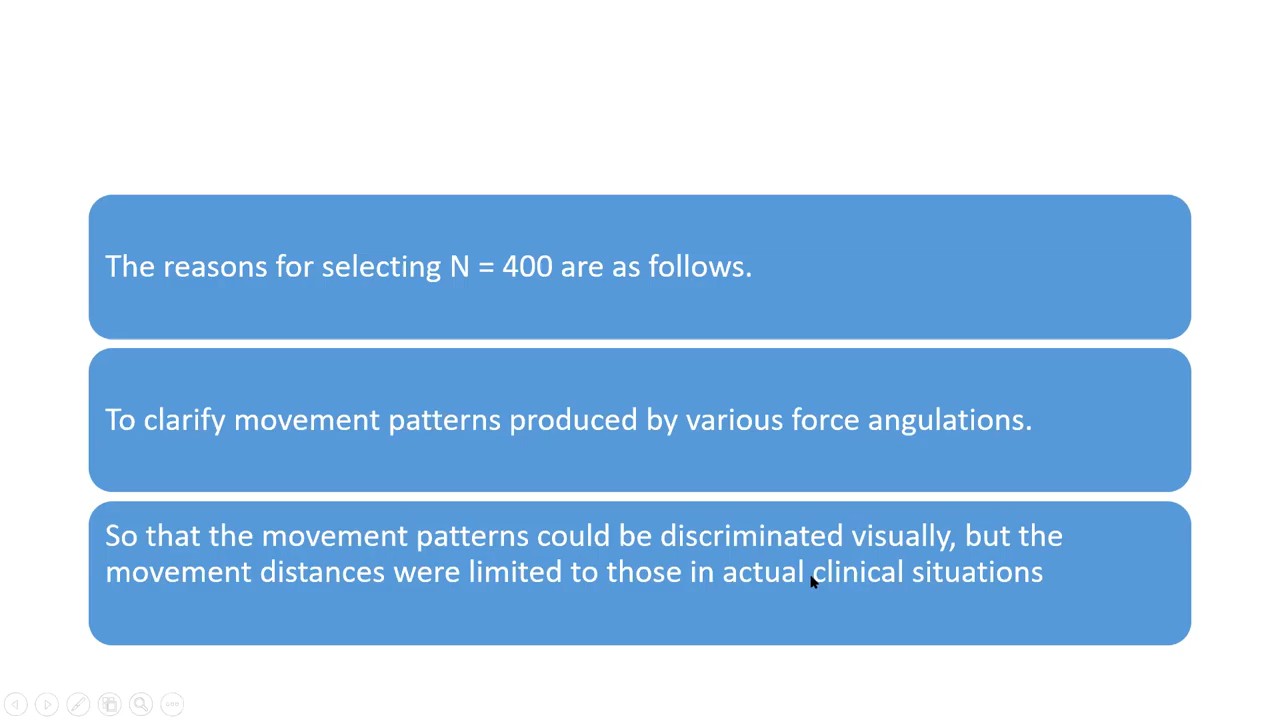 The reasons for selecting N = 400 are as follows.
To clarify movement patterns produced by various force angulations.
So that the movement patterns could be discriminated visually, but the
movement distances were limited to those in actual clinical situations